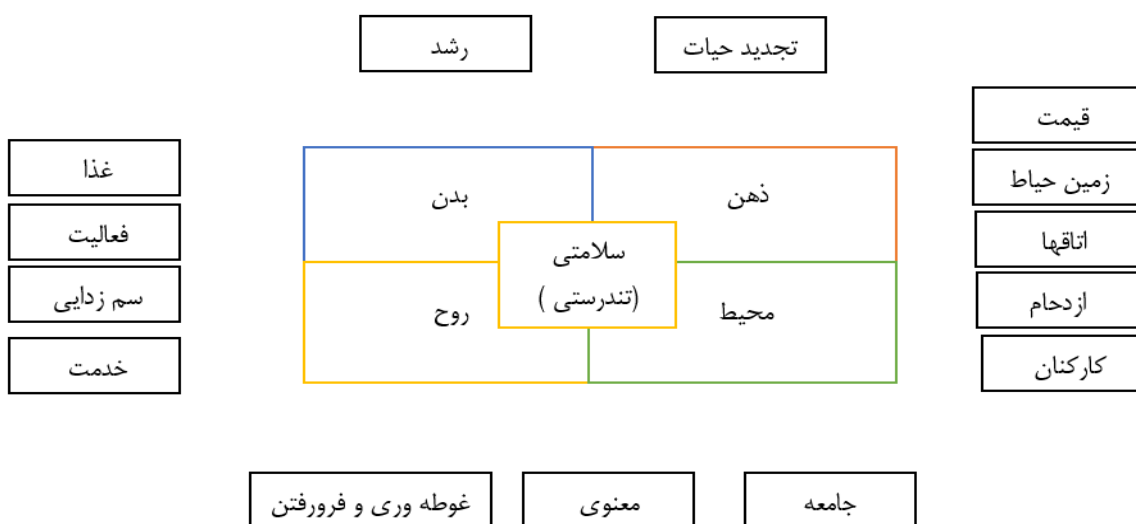 تجدید حیات
رشد
قیمت
زمین حیاط
اتاقها
ازدحام
کارکنان
ذهن
بدن
سلامتی
(تندرستی )
محیط
روح
غذا
فعالیت
سم زدایی
خدمت
جامعه
معنوی
غوطه وری و فرورفتن